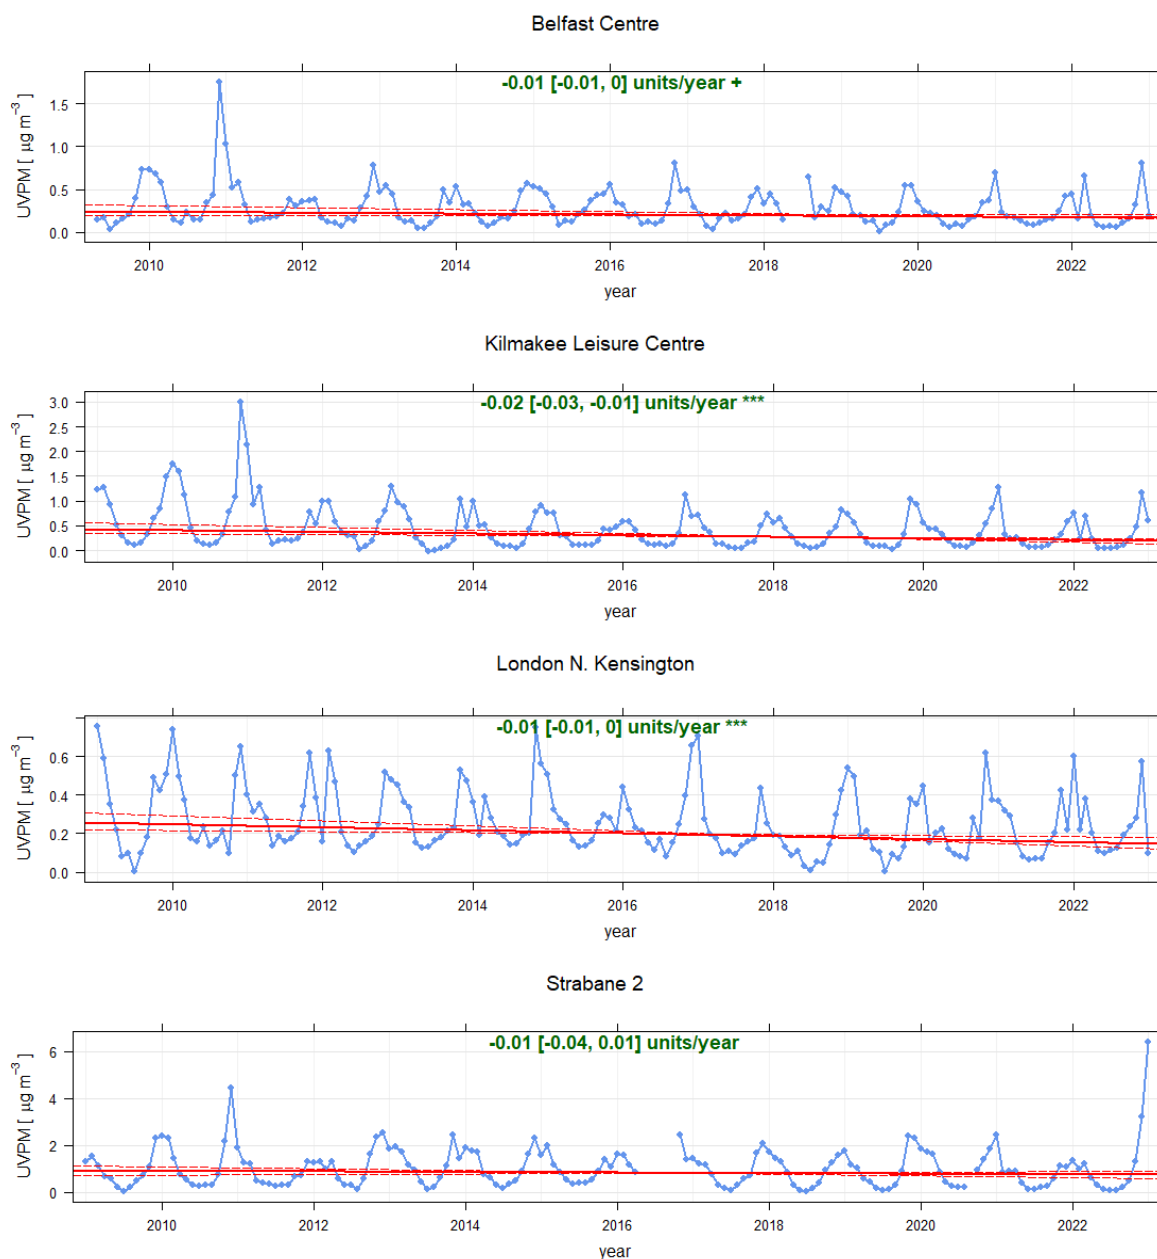 Belfast Centre
-0.01 [-0.01, 0] units/year +
UVPM [ µg m⁻³ ]
1.5
1.0
0.5
0.0
2010 2012 2014 2016 2018 2020 2022
year
Kilmakee Leisure Centre
-0.02 [-0.03, -0.01] units/year ***
UVPM [ µg m⁻³ ]
3.0
2.5
2.0
1.5
1.0
0.5
0.0
2010 2012 2014 2016 2018 2020 2022
year
London N. Kensington
-0.01 [-0.01, 0] units/year ***
UVPM [ µg m⁻³ ]
0.6
0.4
0.2
0.0
2010 2012 2014 2016 2018 2020 2022
year
Strabane 2
-0.01 [-0.04, 0.01] units/year
UVPM [ µg m⁻³ ]
6
4
2
0
2010 2012 2014 2016 2018 2020 2022
year